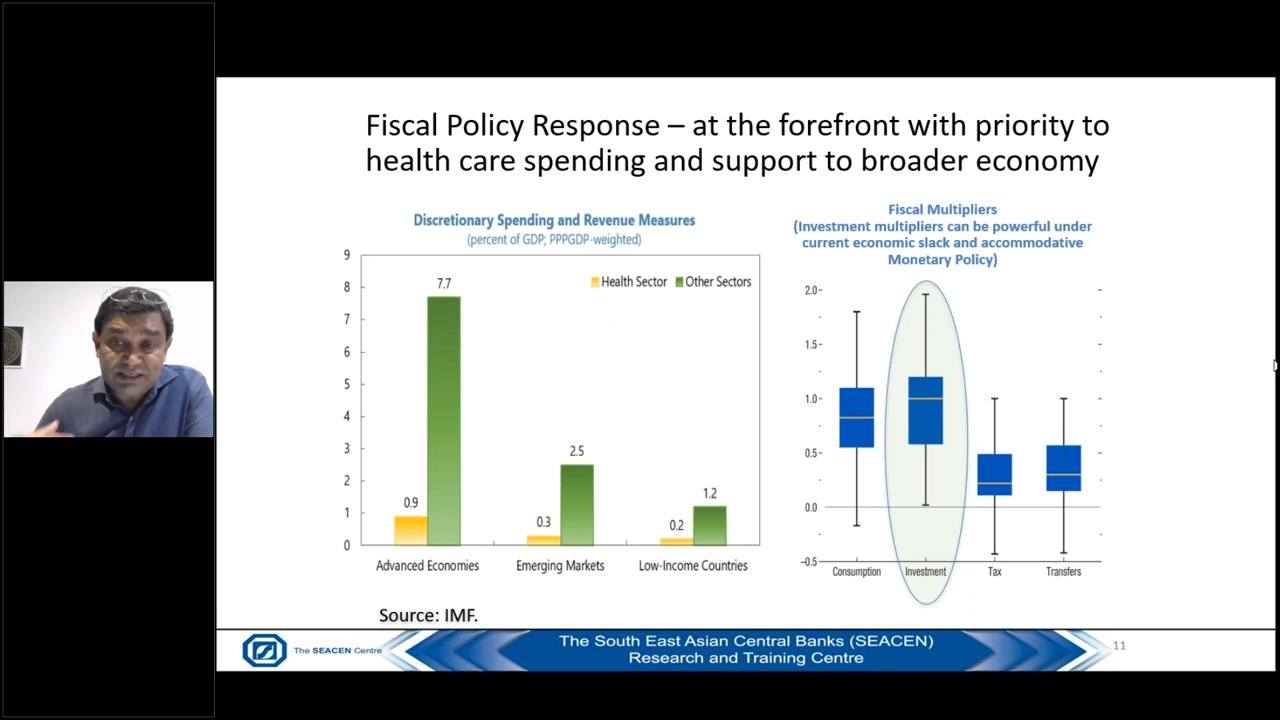 Fiscal Policy Response – at the forefront with priority to
health care spending and support to broader economy
Discretionary Spending and Revenue Measures
(percent of GDP; PPPGDP-weighted)
9
8
7
6
5
4
3
2
1
0
Health Sector
Other Sectors
0.9
7.7
0.3
2.5
0.2
1.2
Advanced Economies
Emerging Markets
Low-Income Countries
Fiscal Multipliers
(Investment multipliers can be powerful under
current economic slack and accommodative
Monetary Policy)
2.0
1.5
1.0
0.5
0.0
–0.5
Consumption
Investment
Tax
Transfers
Source: IMF.
The SEACEN Centre
The South East Asian Central Banks (SEACEN)
Research and Training Centre
11